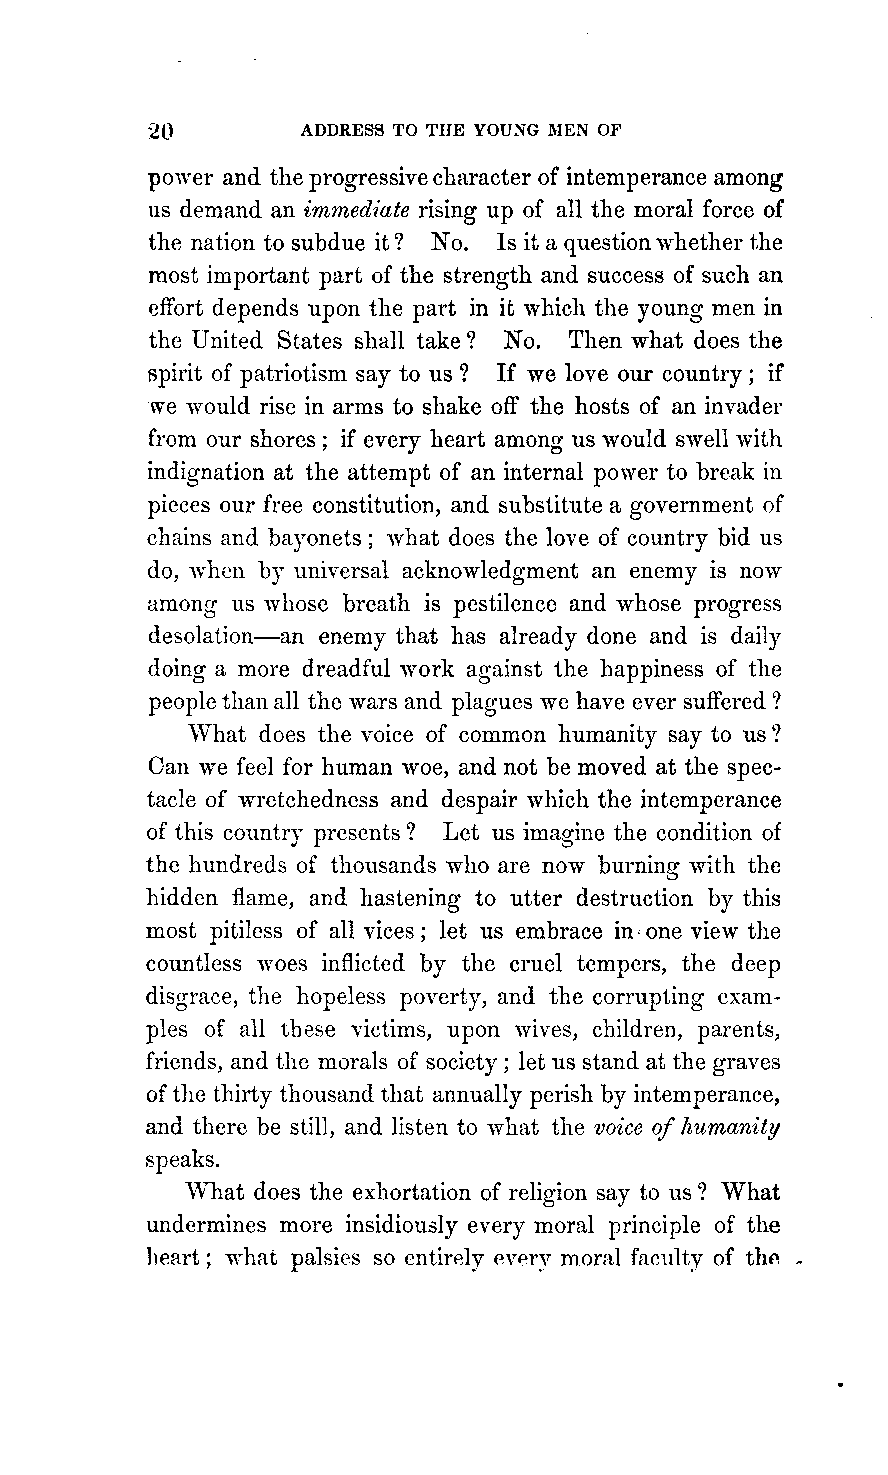 20 ADDRESS TO THE YOUNG MEN OF
power and the progressive character of intemperance among
us demand an immediate rising up of all the moral force of
the nation to subdue it? No. Is it a question whether the
most important part of the strength and success of such an
effort depends upon the part in it which the young men in
the United States shall take? No. Then what does the
spirit of patriotism say to us? If we love our country; if
we would rise in arms to shake off the hosts of an invader
from our shores; if every heart among us would swell with
indignation at the attempt of an internal power to break in
pieces our free constitution, and substitute a government of
chains and bayonets; what does the love of country bid us
do, when by universal acknowledgment an enemy is now
among us whose breath is pestilence and whose progress
desolation—an enemy that has already done and is daily
doing a more dreadful work against the happiness of the
people than all the wars and plagues we have ever suffered?
What does the voice of common humanity say to us?
Can we feel for human woe, and not be moved at the spec-
tacle of wretchedness and despair which the intemperance
of this country presents? Let us imagine the condition of
the hundreds of thousands who are now burning with the
hidden flame, and hastening to utter destruction by this
most pitiless of all vices; let us embrace in one view the
countless woes inflicted by the cruel tempers, the deep
disgrace, the hopeless poverty, and the corrupting exam-
ples of all these victims, upon wives, children, parents,
friends, and the morals of society; let us stand at the graves
of the thirty thousand that annually perish by intemperance,
and there be still, and listen to what the voice of humanity
speaks.
What does the exhortation of religion say to us? What
undermines more insidiously every moral principle of the
heart; what palsies so entirely every moral faculty of the